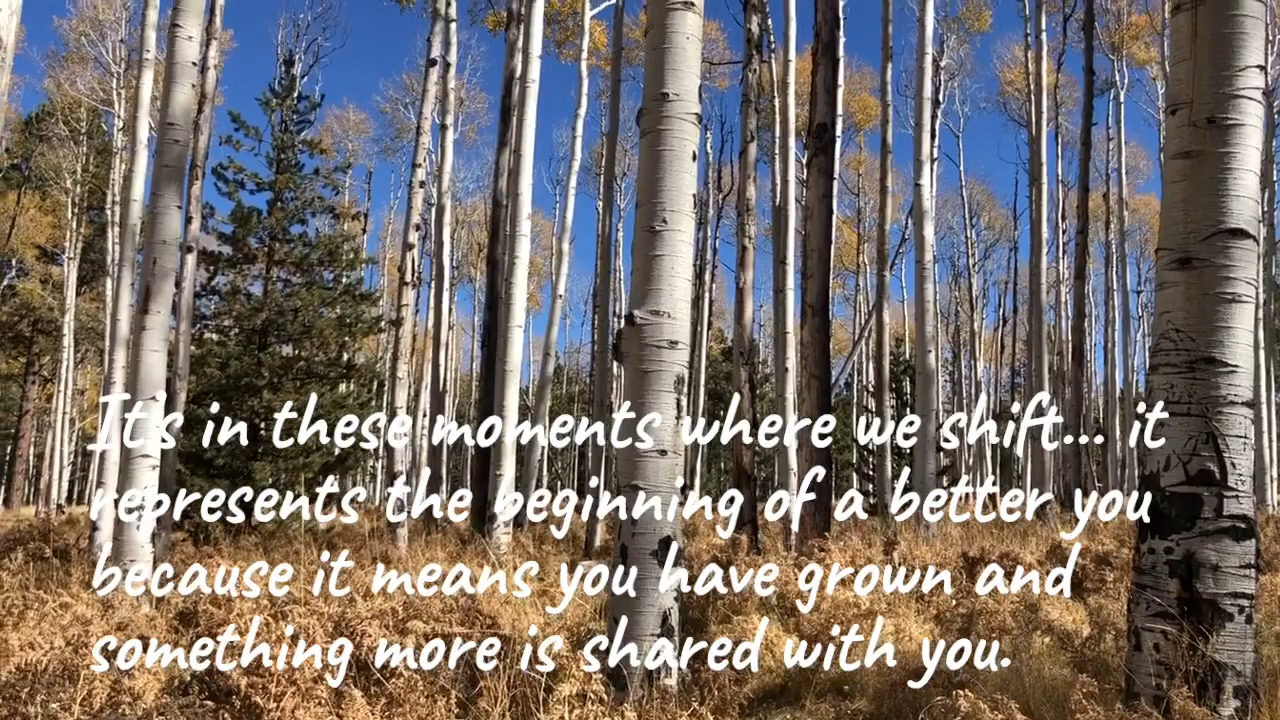 It's in these moments where we shift... it
represents the beginning of a better you
because it means you have grown and
something more is shared with you.